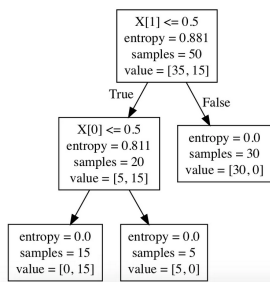 X[1] <= 0.5
entropy = 0.881
samples = 50
value = [35, 15]
True
False
X[0] <= 0.5
entropy = 0.811
samples = 20
value = [5, 15]
entropy = 0.0
samples = 30
value = [30, 0]
entropy = 0.0
samples = 15
value = [0, 15]
entropy = 0.0
samples = 5
value = [5, 0]